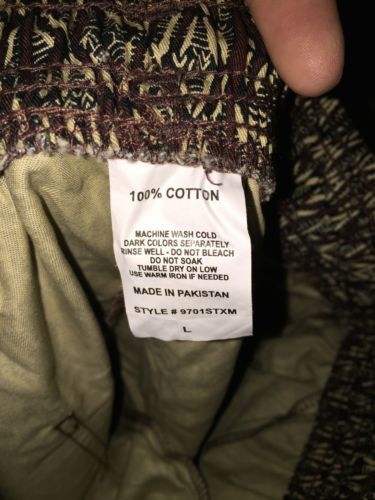 100% COTTON
MACHINE WASH COLD
DARK COLORS SEPARATELY
RINSE WELL - DO NOT BLEACH
DO NOT SOAK
TUMBLE DRY ON LOW
USE WARM IRON IF NEEDED
MADE IN PAKISTAN
STYLE # 9701STXM
L